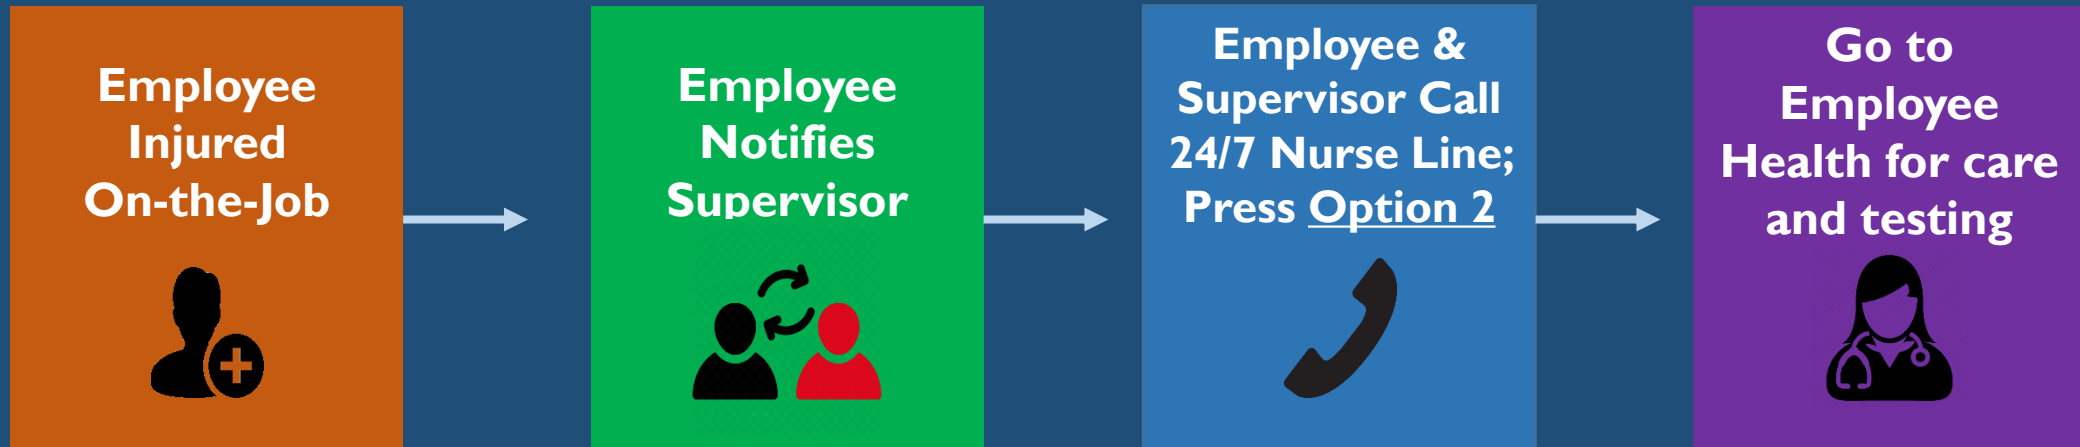 Employee
Injured
On-the-Job
Employee
Notifies
Supervisor
Employee &
Supervisor Call
24/7 Nurse Line;
Press Option 2
Go to
Employee
Health for care
and testing